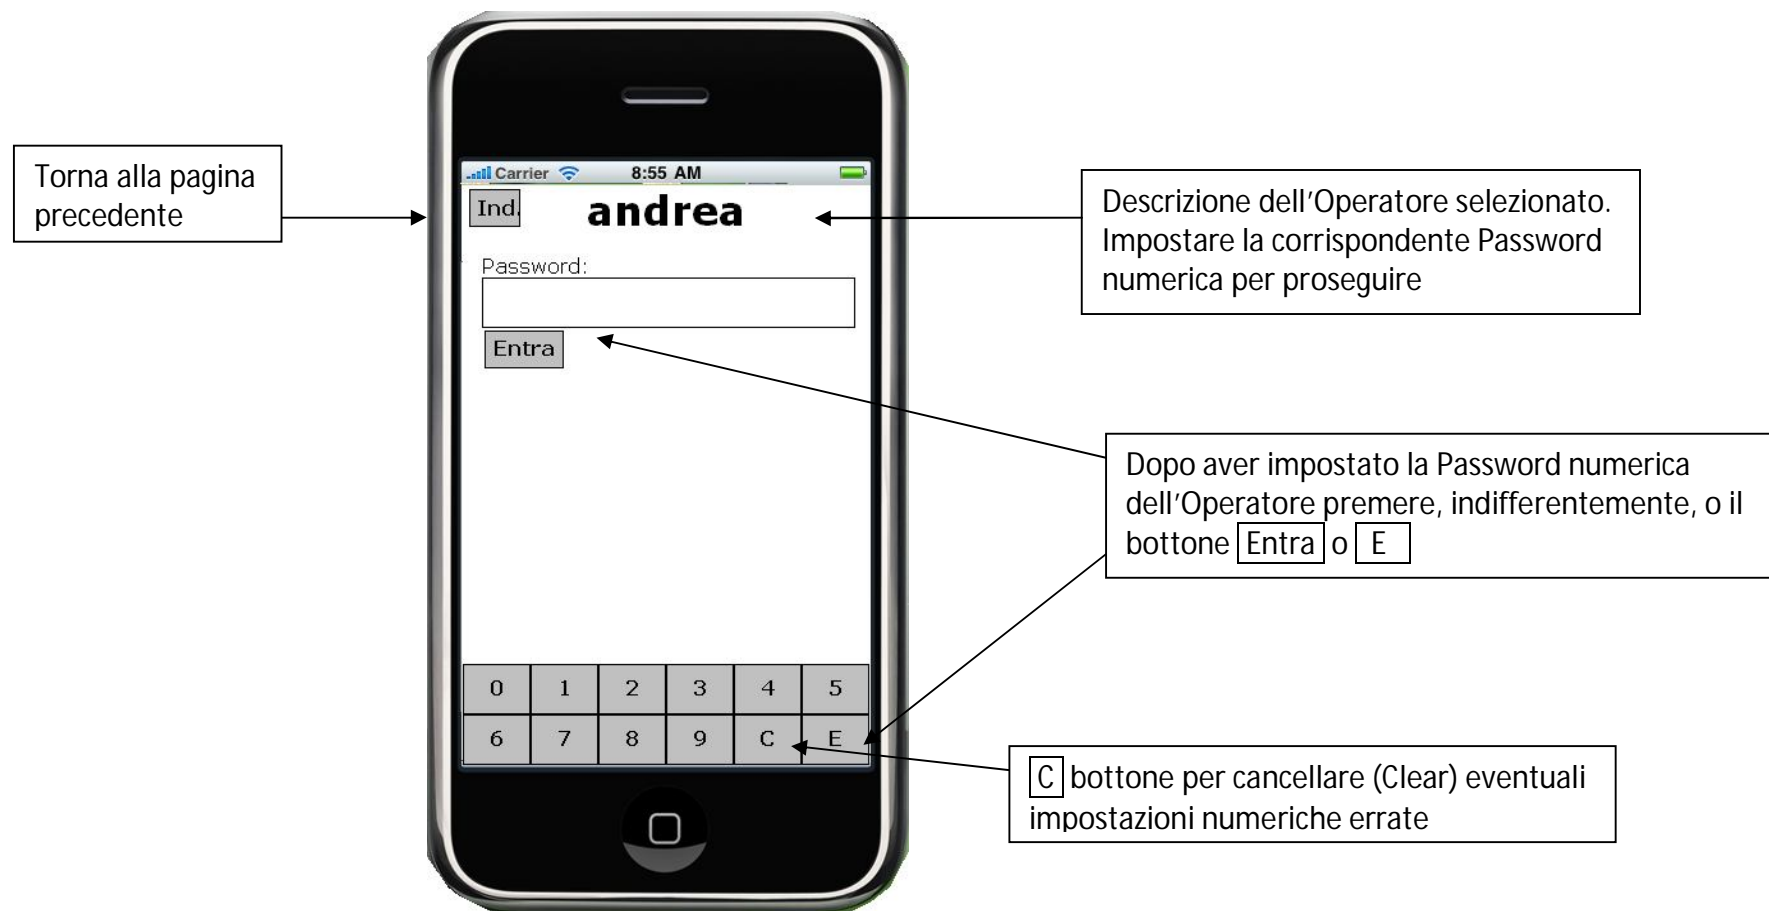 Torna alla pagina
precedente
Carrier 8:55 AM
Ind.
andrea
Password:
Entra
Descrizione dell'Operatore selezionato.
Impostare la corrispondente Password
numerica per proseguire
Dopo aver impostato la Password numerica
dell'Operatore premere, indifferentemente, o il
bottone Entra o E
0 1 2 3 4 5
6 7 8 9 C E
C bottone per cancellare (Clear) eventuali
impostazioni numeriche errate